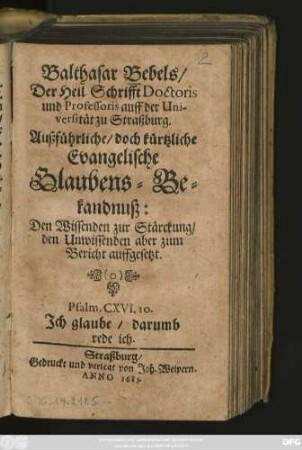 2
Balthasar Bebels/
Der Heil Schrifft Doctoris
und Professoris auff der Uni-
versität zu Straßburg.
Außführliche/ doch kürtzliche
Evangelische
Glaubens-Be-
kandnuß:
Den Wissenden zur Stärckung/
den Unwissenden aber zum
Bericht auffgesetzt.
Psalm. CXVI. 10.
Ich glaube / darumb
rede ich.
Straßburg/
Gedruckt und verlegt von Joh. Welpern.
ANNO